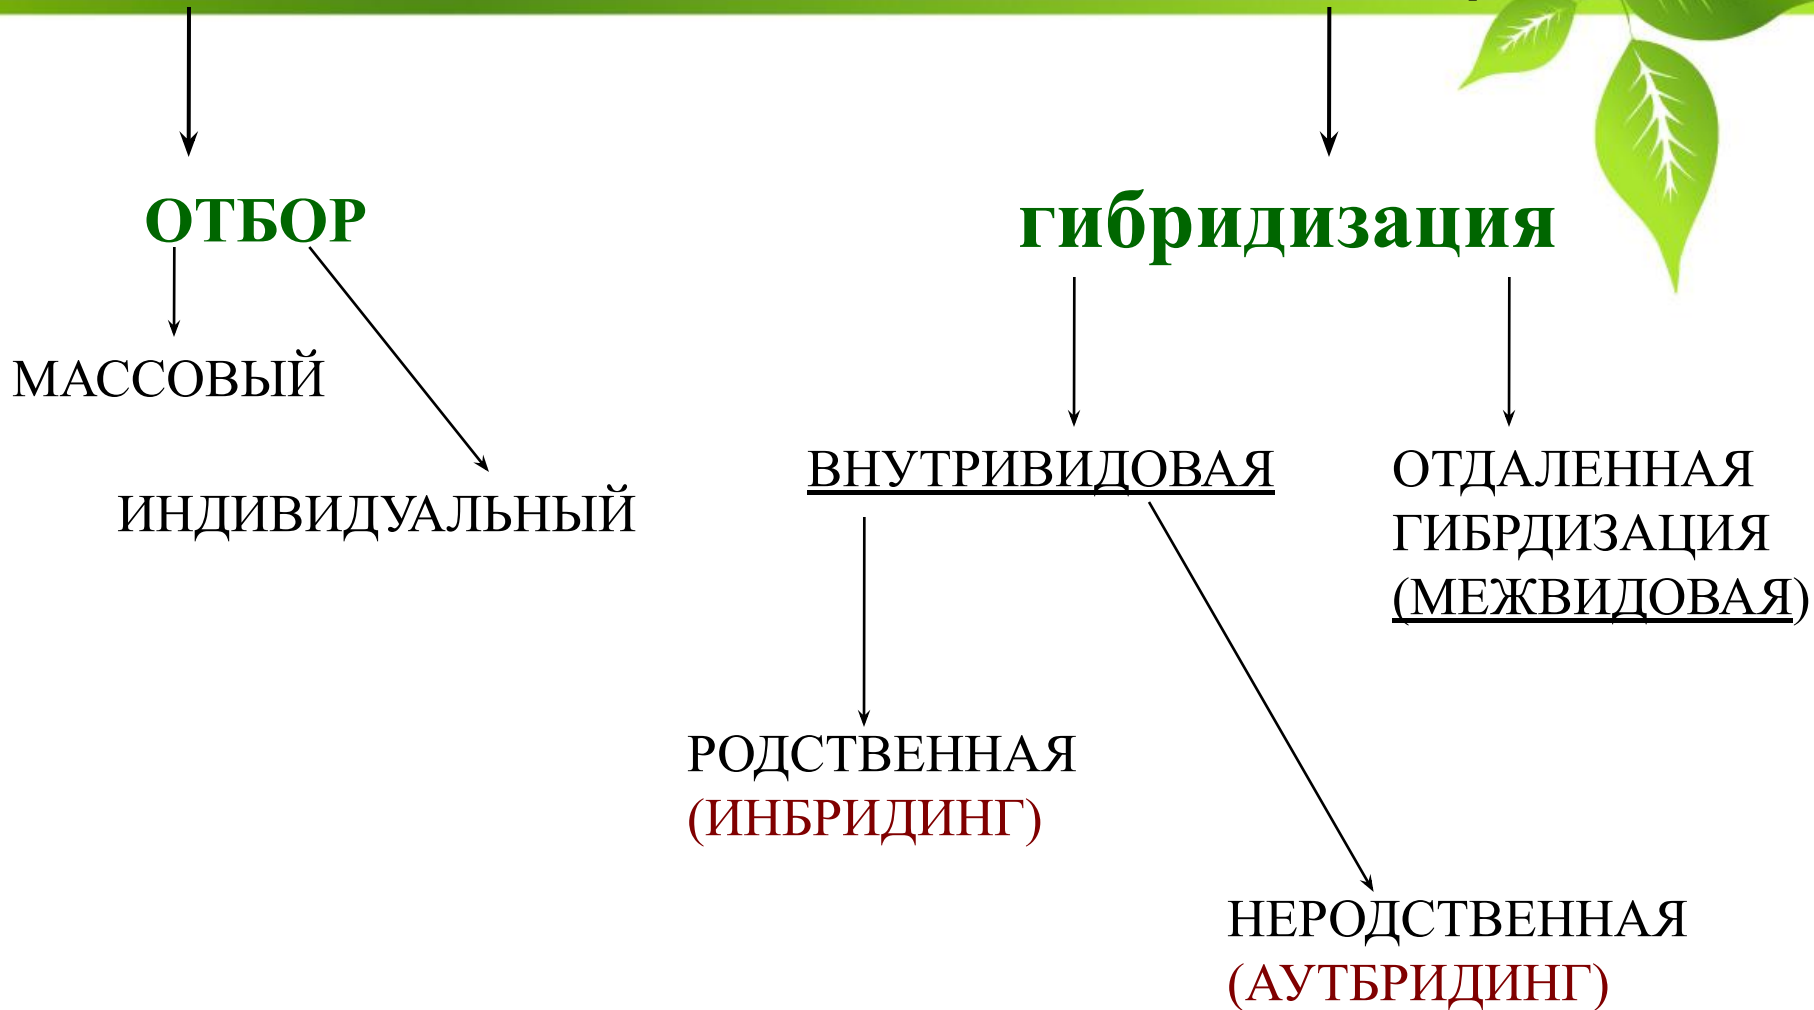 ОТБОР
гибридизация
МАССОВЫЙ
ИНДИВИДУАЛЬНЫЙ
ВНУТРИВИДОВАЯ
ОТДАЛЕННАЯ
ГИБРДИЗАЦИЯ
(МЕЖВИДОВАЯ)
РОДСТВЕННАЯ
(ИНБРИДИНГ)
НЕРОДСТВЕННАЯ
(АУТБРИДИНГ)